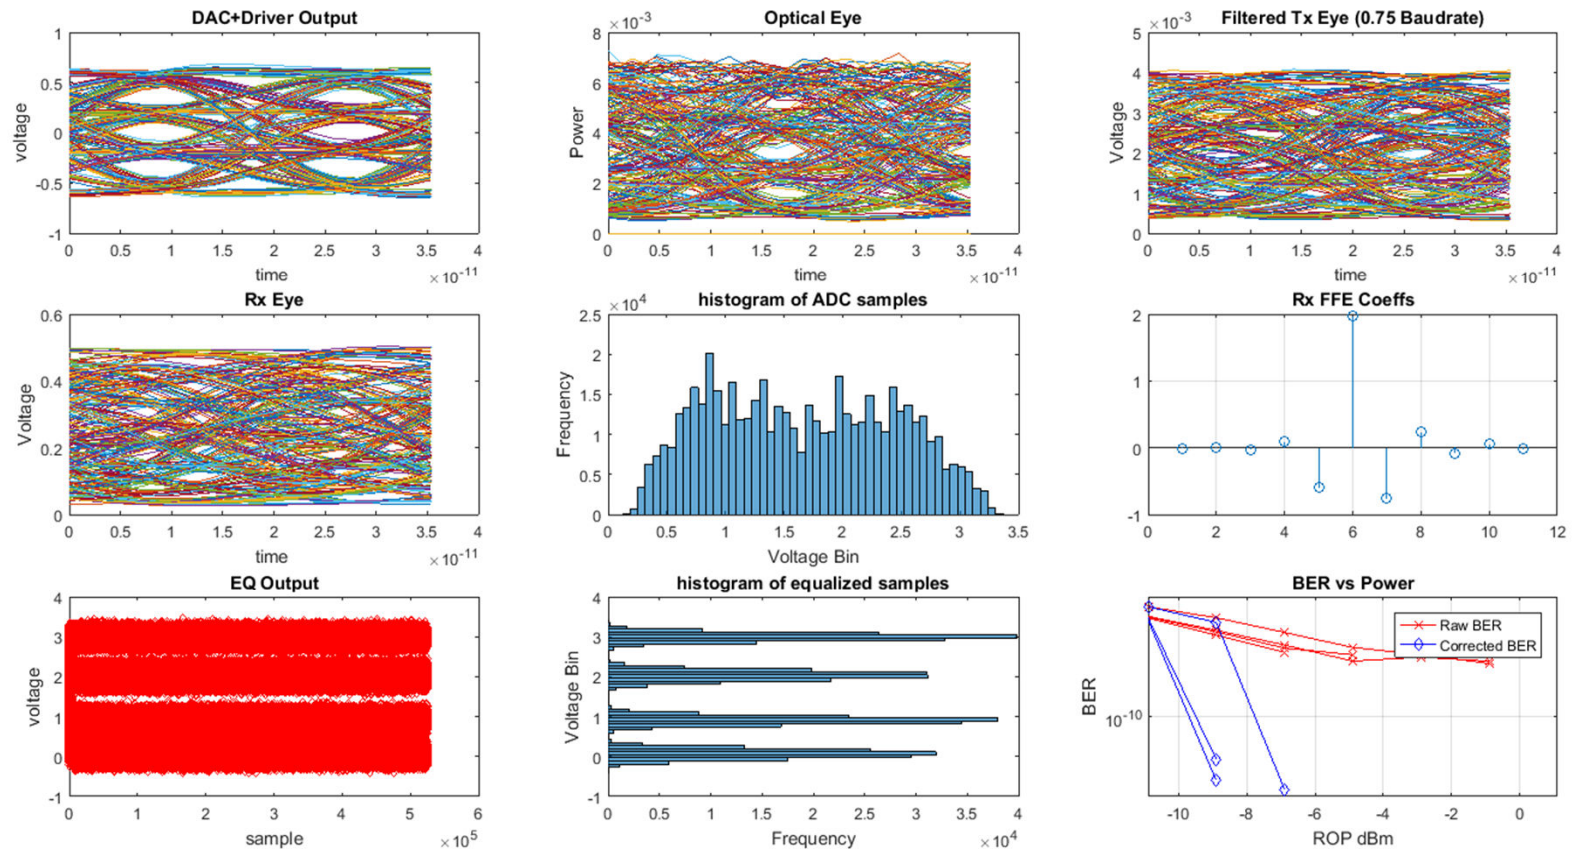 DAC+Driver Output
1
0.5
0
-0.5
-1
voltage
0 0.5 1 1.5 2 2.5 3 3.5 4
time
×10-11
Optical Eye
×10-3
8
6
4
2
0
Power
0 0.5 1 1.5 2 2.5 3 3.5 4
time
×10-11
Filtered Tx Eye (0.75 Baudrate)
×10-3
5
4
3
2
1
0
Voltage
0 0.5 1 1.5 2 2.5 3 3.5 4
time
×10-11
Rx Eye
0.6
0.4
0.2
0
Voltage
0 0.5 1 1.5 2 2.5 3 3.5 4
time
×10-11
histogram of ADC samples
×104
2.5
2
1.5
1
0.5
0
Frequency
0 0.5 1 1.5 2 2.5 3 3.5
Voltage Bin
Rx FFE Coeffs
2
1
0
-1
0 2 4 6 8 10 12
EQ Output
4
3
2
1
0
-1
voltage
0 1 2 3 4 5 6
sample
×105
histogram of equalized samples
4
3
2
1
0
-1
Voltage Bin
0 0.5 1 1.5 2 2.5 3 3.5 4
Frequency
×104
BER vs Power
Raw BER
Corrected BER
BER
10-10
-10 -8 -6 -4 -2 0
ROP dBm